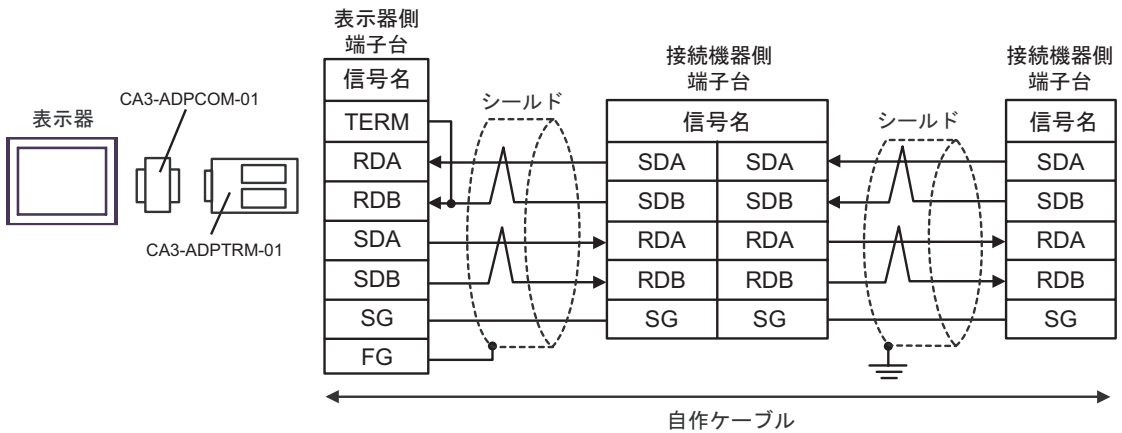 表示器
CA3-ADPCOM-01
CA3-ADPTRM-01
表示器側
端子台
信号名
TERM
RDA
RDB
SDA
SDB
SG
FG
シールド
接続機器側
端子台
信号名
SDA SDA
SDB SDB
RDA RDA
RDB RDB
SG SG
シールド
接続機器側
端子台
信号名
SDA
SDB
RDA
RDB
SG
自作ケーブル